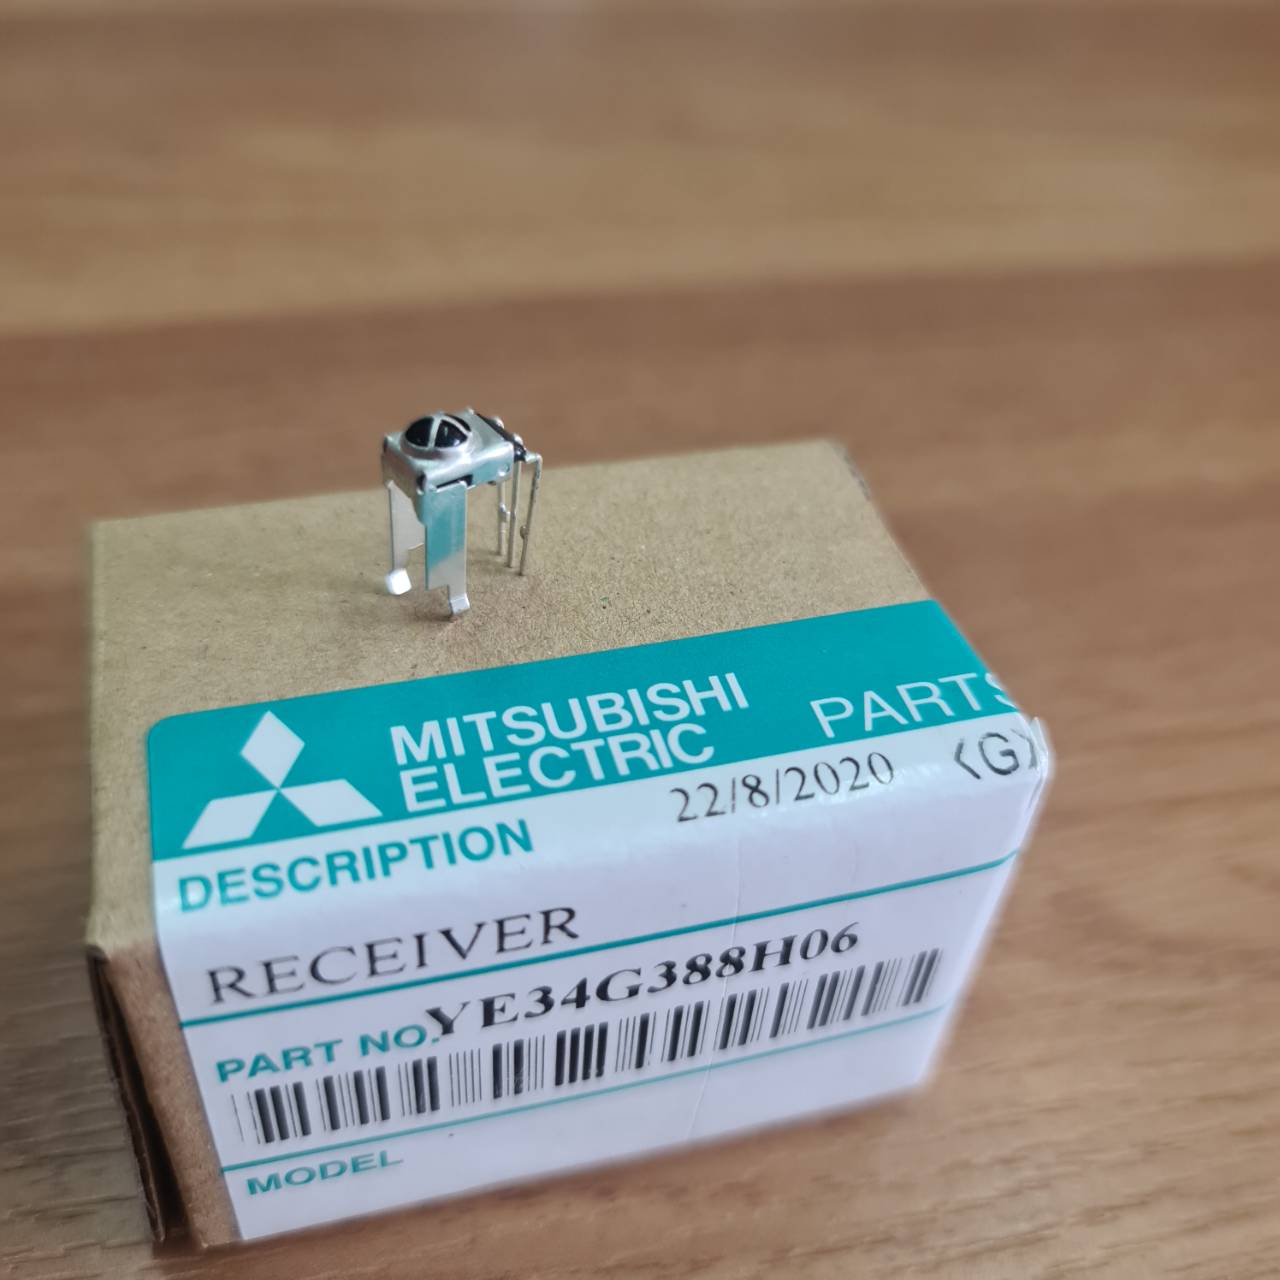 MITSUBISHI
ELECTRIC
PARTS
22/8/2020 <G>
DESCRIPTION
RECEIVER
PART NO. YE34G388H06
MODEL